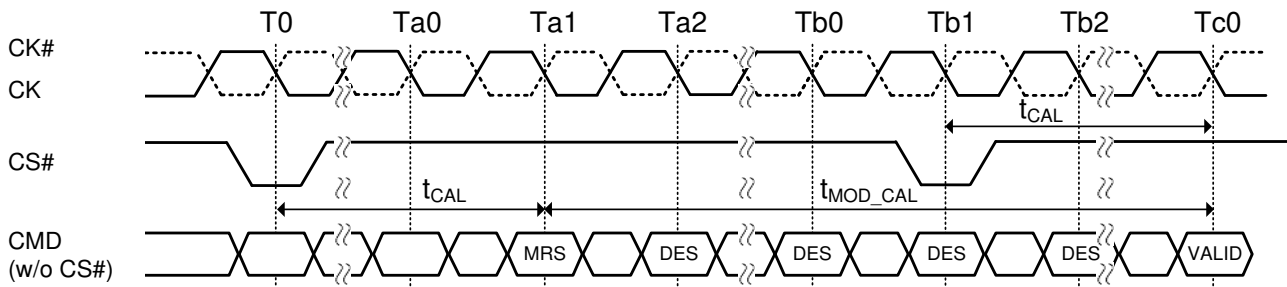 T0 Ta0 Ta1 Ta2 Tb0 Tb1 Tb2 Tc0
CK#
CK
tCAL
CS#
tCAL tMOD_CAL
CMD
(w/o CS#)
MRS DES DES DES DES VALID